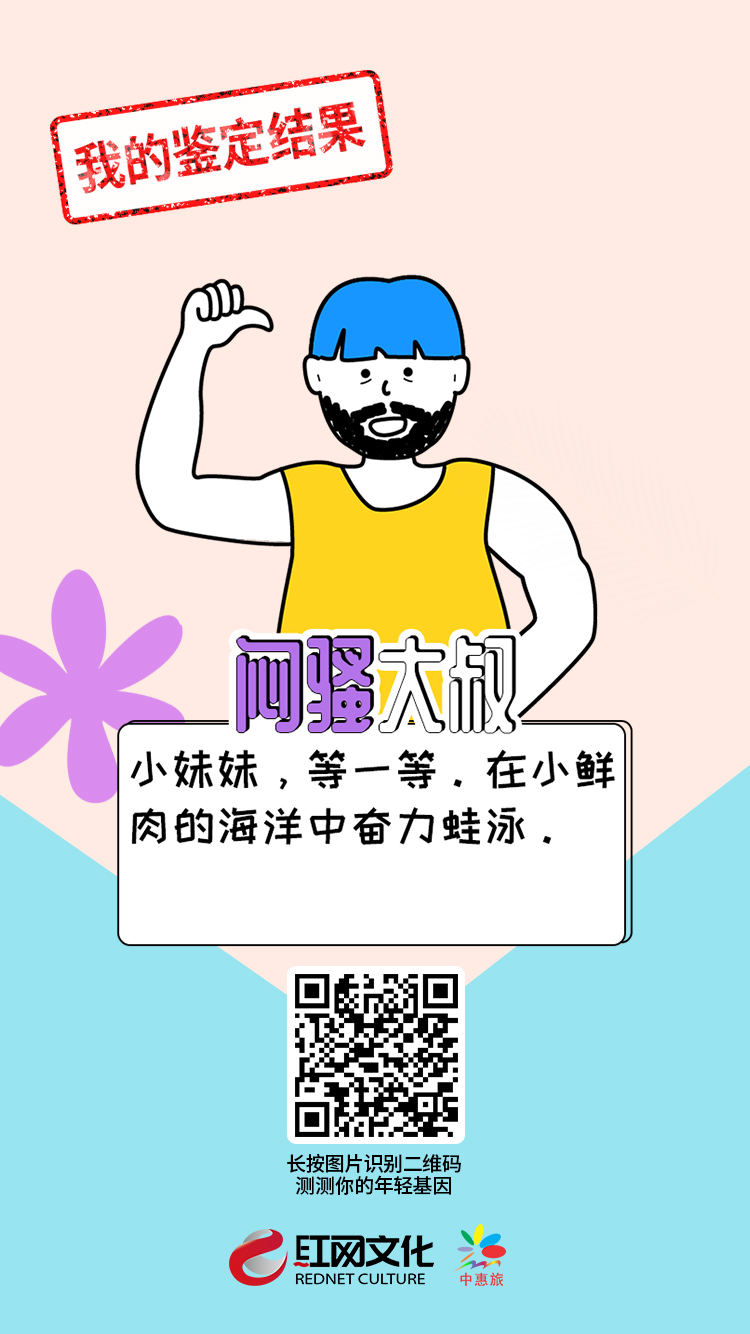 我的鉴定结果
闷骚大叔
小妹妹，等一等．在小鲜
肉的海洋中奋力蛙泳．
长按图片识别二维码
测测你的年轻基因
红网文化
REDNET CULTURE
中惠旅